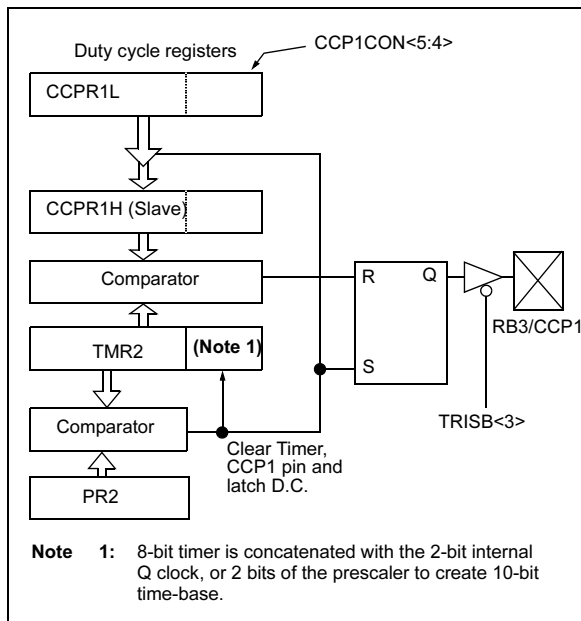 Duty cycle registers
CCP1CON<5:4>
CCPR1L
CCPR1H (Slave)
Comparator
R
Q
RB3/CCP1
TMR2
(Note 1)
S
TRISB<3>
Comparator
Clear Timer,
CCP1 pin and
latch D.C.
PR2
Note 1: 8-bit timer is concatenated with the 2-bit internal
Q clock, or 2 bits of the prescaler to create 10-bit
time-base.